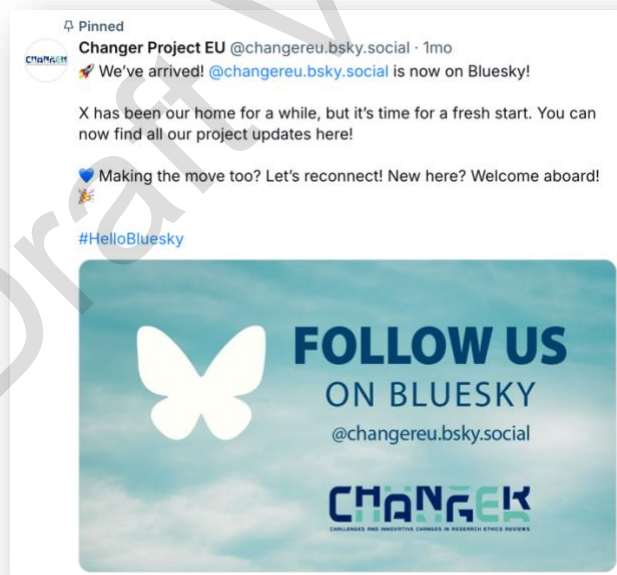 Pinned
Changer Project EU @changereu.bsky.social · 1mo
CHANGER
🚀 We've arrived! @changereu.bsky.social is now on Bluesky!
X has been our home for a while, but it's time for a fresh start. You can
now find all our project updates here!
💙 Making the move too? Let's reconnect! New here? Welcome aboard!
🎉
#HelloBluesky
FOLLOW US
ON BLUESKY
@changereu.bsky.social
CHANGER
CHALLENGES AND INNOVATIVE CHANGES IN RESEARCH ETHICS REVIEWS
Draft